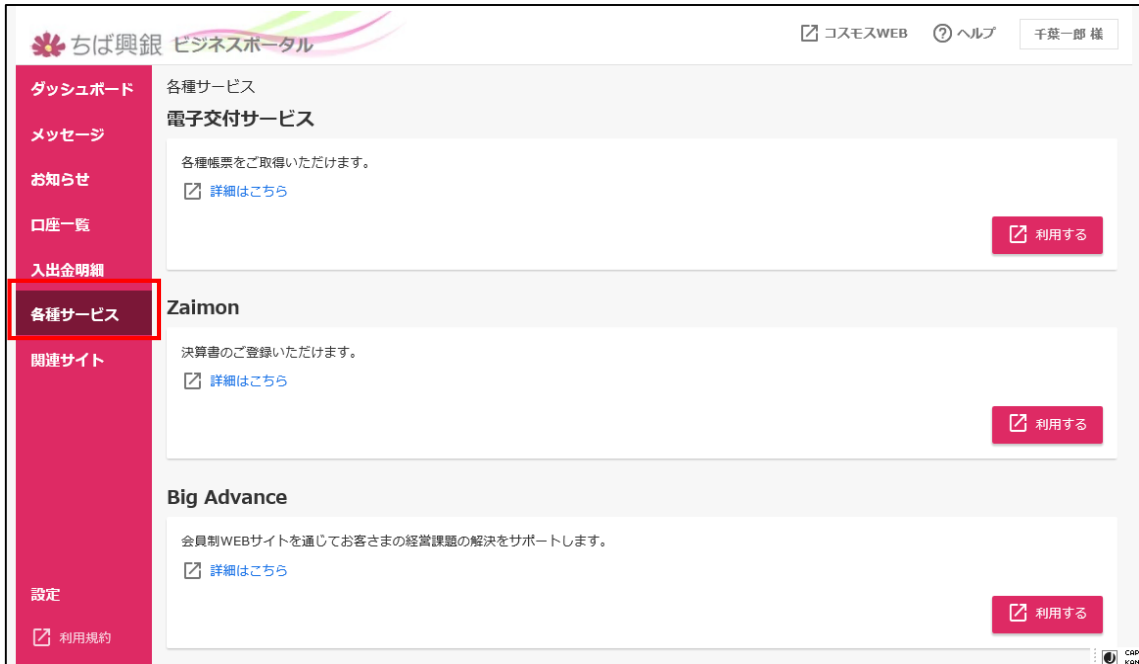 ちば興銀 ビジネスポータル
コスモスWEB
ヘルプ
千葉一郎 様
ダッシュボード
メッセージ
お知らせ
口座一覧
入出金明細
各種サービス
関連サイト
設定
利用規約
各種サービス
電子交付サービス
各種帳票をご取得いただけます。
詳細はこちら
利用する
Zaimon
決算書のご登録いただけます。
詳細はこちら
利用する
Big Advance
会員制WEBサイトを通じてお客さまの経営課題の解決をサポートします。
詳細はこちら
利用する